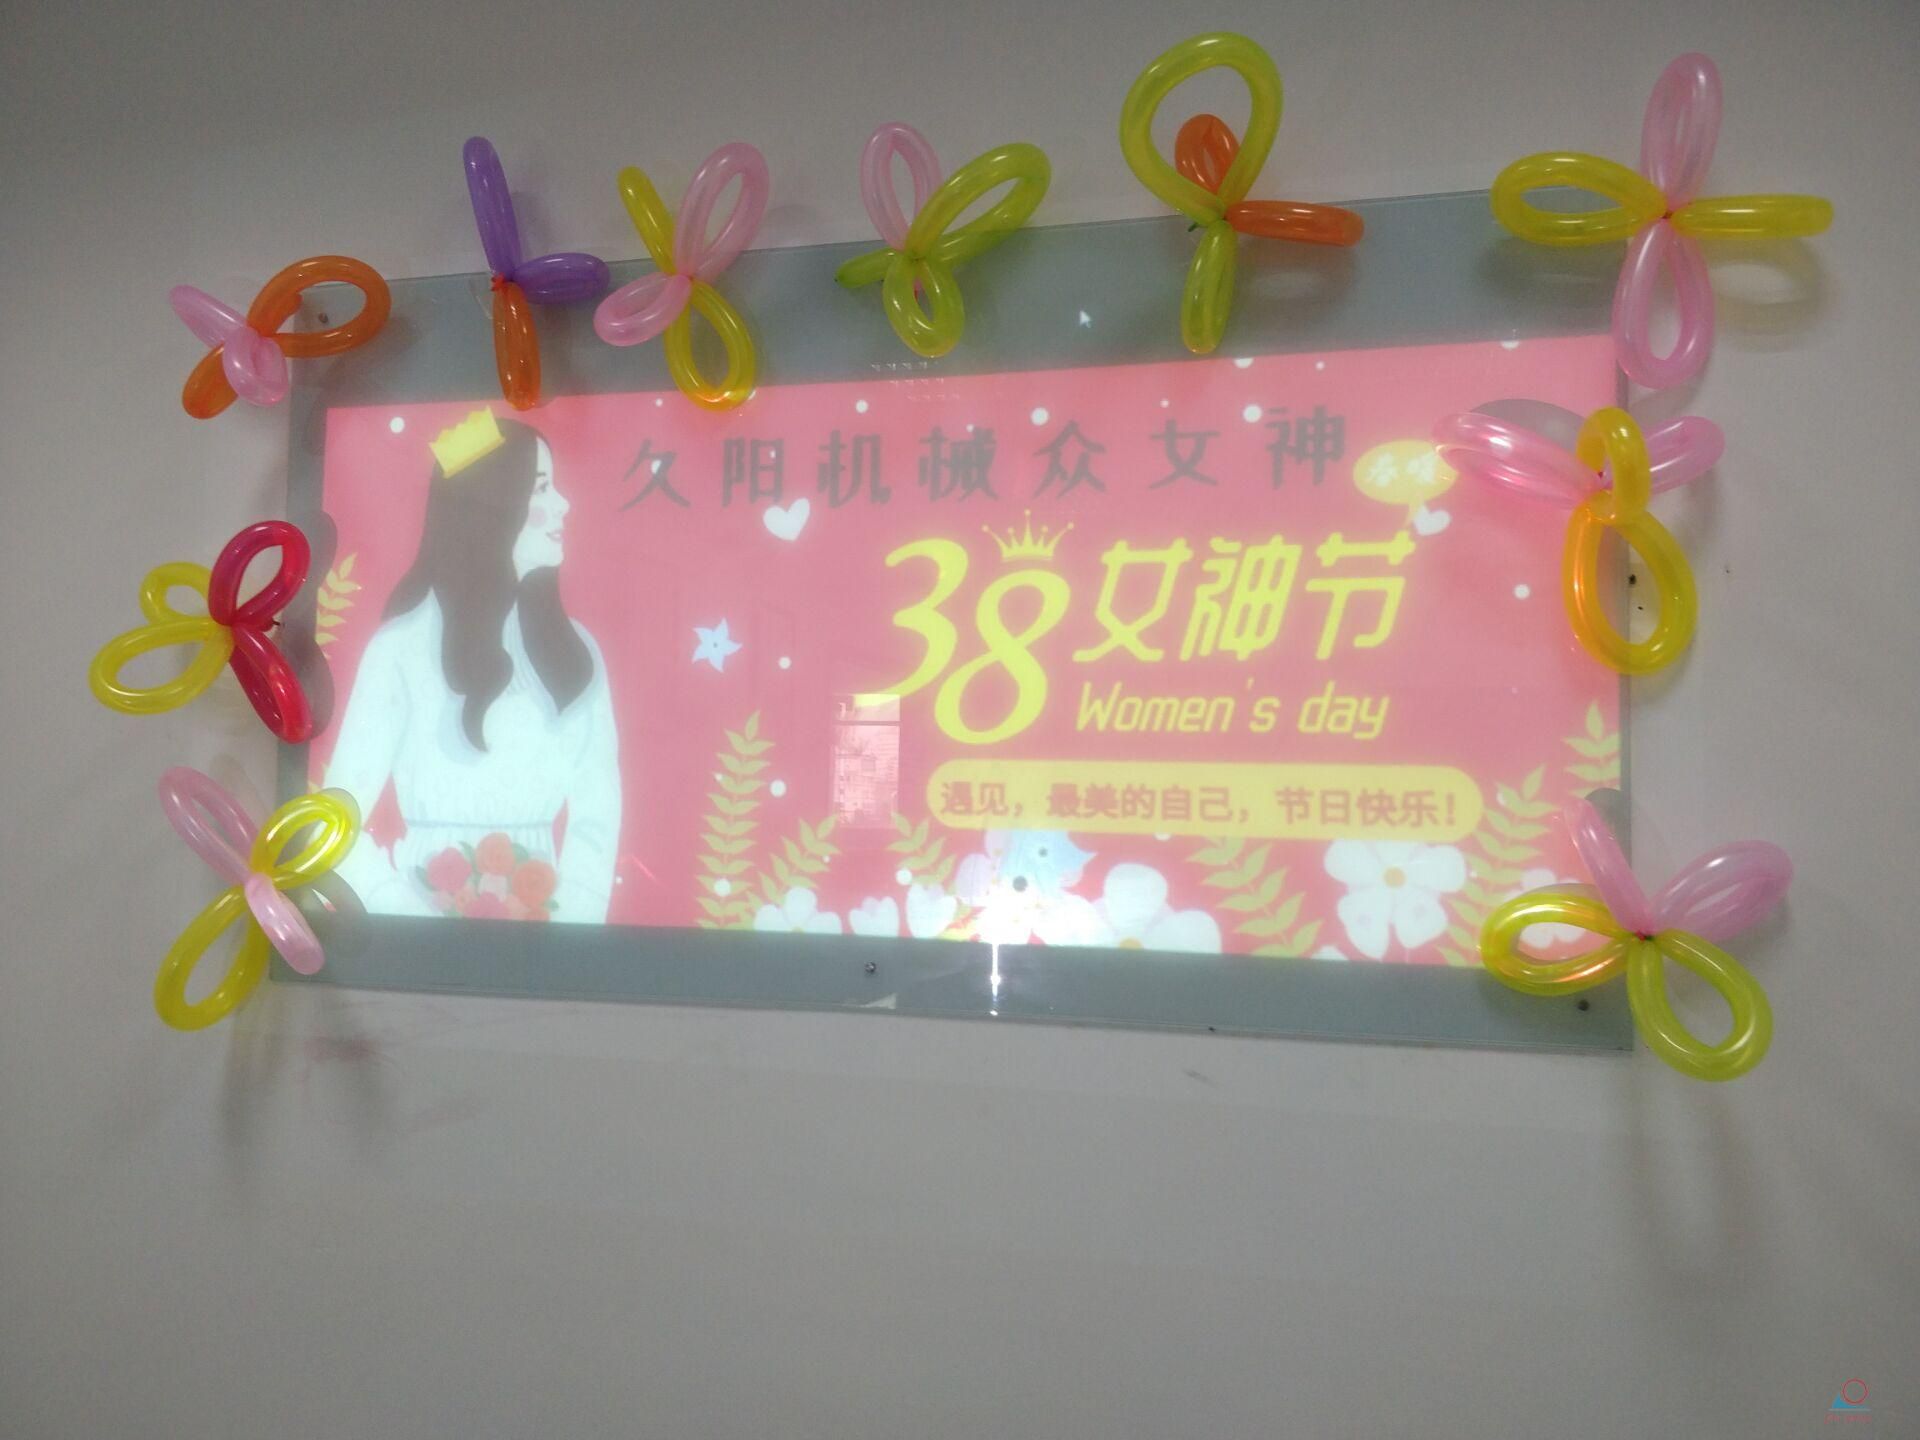 久阳机械众女神
38女神节
Women's day
遇见，最美的自己，节日快乐！